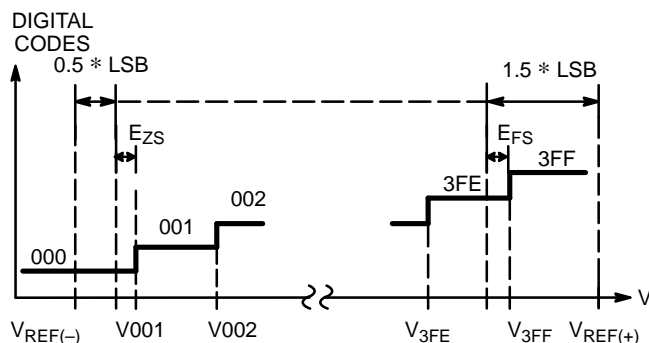 DIGITAL
CODES
0.5 * LSB
1.5 * LSB
EZS
EFS
3FF
3FE
002
001
000
V
VREF(–)
V001
V002
V3FE
V3FF
VREF(+)